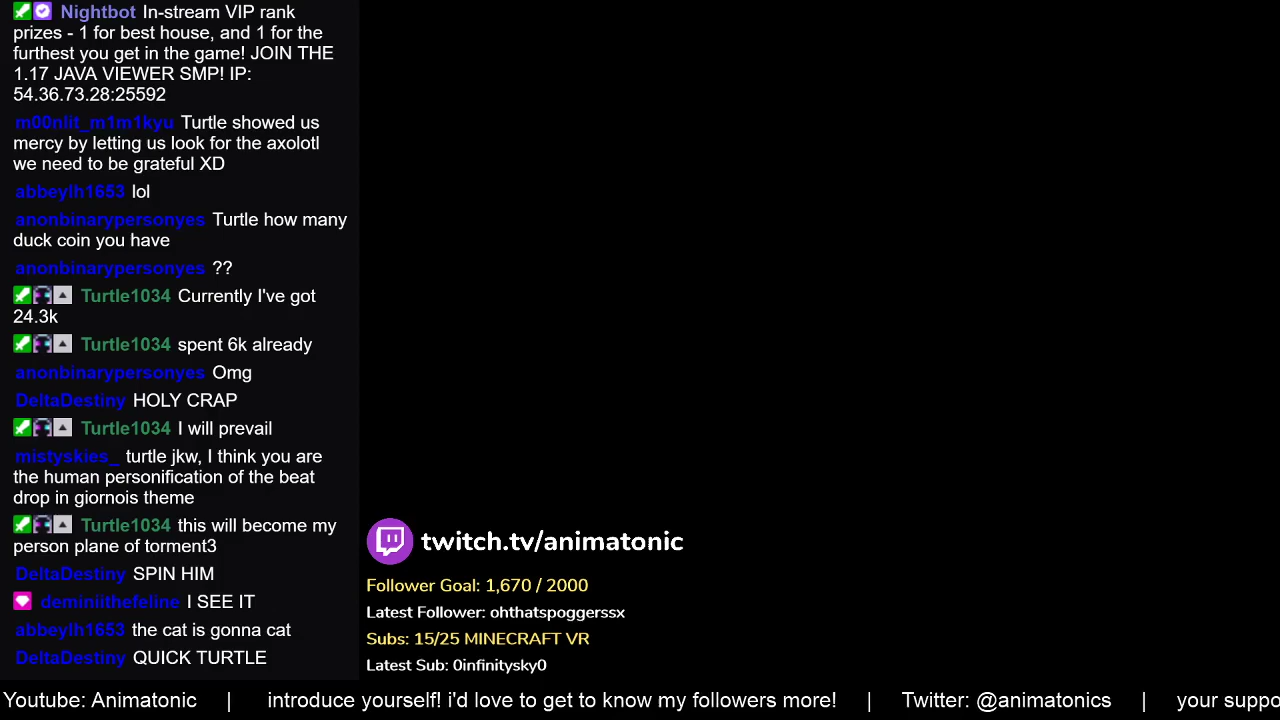 Nightbot In-stream VIP rank
prizes - 1 for best house, and 1 for the
furthest you get in the game! JOIN THE
1.17 JAVA VIEWER SMP! IP:
54.36.73.28:25592
m00nlit_m1m1kyu Turtle showed us
mercy by letting us look for the axolotl
we need to be grateful XD
abbeylh1653 lol
anonbinarypersonyes Turtle how many
duck coin you have
anonbinarypersonyes ??
Turtle1034 Currently I've got
24.3k
Turtle1034 spent 6k already
anonbinarypersonyes Omg
DeltaDestiny HOLY CRAP
Turtle1034 I will prevail
mistyskies_ turtle jkw, I think you are
the human personification of the beat
drop in giornois theme
Turtle1034 this will become my
person plane of torment3
DeltaDestiny SPIN HIM
deminiithefeline I SEE IT
abbeylh1653 the cat is gonna cat
DeltaDestiny QUICK TURTLE
twitch.tv/animatonic
Follower Goal: 1,670 / 2000
Latest Follower: ohthatspoggerssx
Subs: 15/25 MINECRAFT VR
Latest Sub: 0infinitysky0
Youtube: Animatonic | introduce yourself! i'd love to get to know my followers more! | Twitter: @animatonics | your suppo